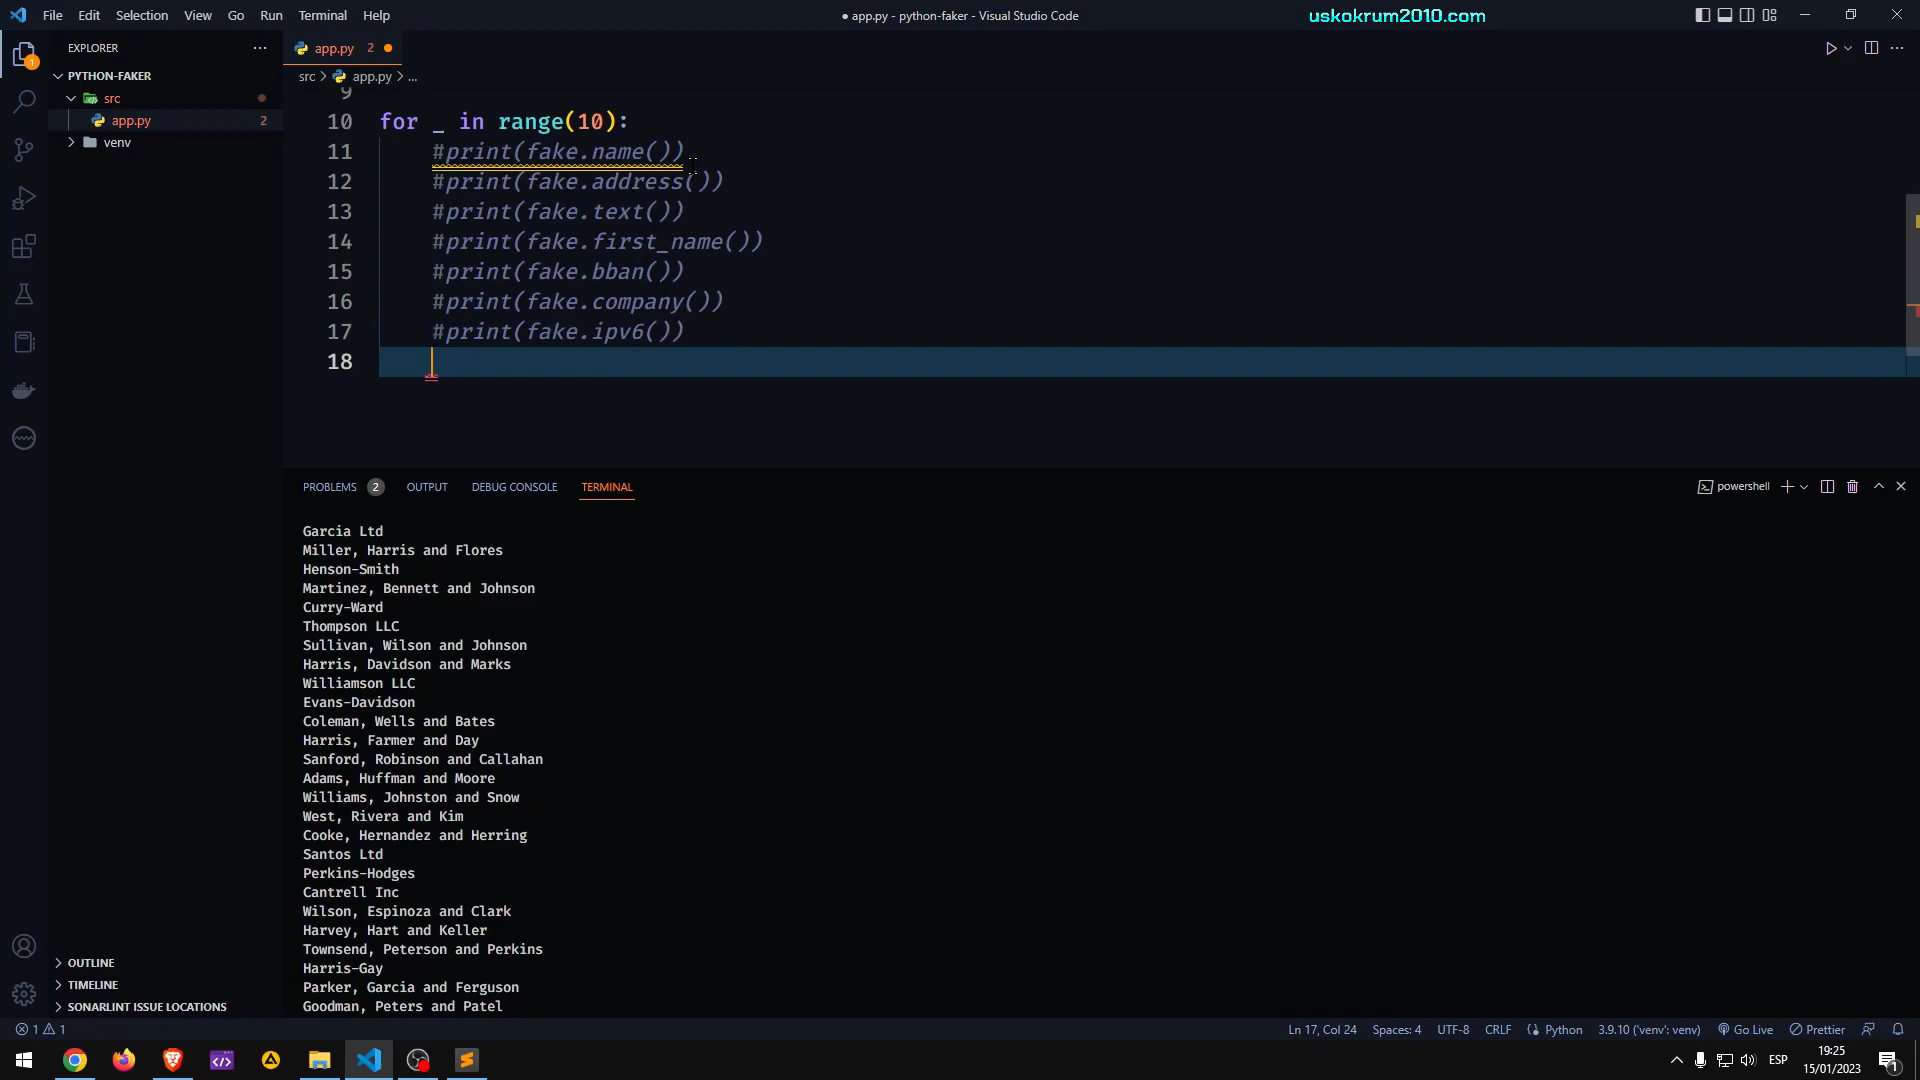 File Edit Selection View Go Run Terminal Help
● app.py - python-faker - Visual Studio Code
uskokrum2010.com
EXPLORER
PYTHON-FAKER
src
app.py 2
venv
app.py 2
src > app.py > ...
9
10 for _ in range(10):
11 #print(fake.name())
12 #print(fake.address())
13 #print(fake.text())
14 #print(fake.first_name())
15 #print(fake.bban())
16 #print(fake.company())
17 #print(fake.ipv6())
18
PROBLEMS 2 OUTPUT DEBUG CONSOLE TERMINAL
powershell
Garcia Ltd
Miller, Harris and Flores
Henson-Smith
Martinez, Bennett and Johnson
Curry-Ward
Thompson LLC
Sullivan, Wilson and Johnson
Harris, Davidson and Marks
Williamson LLC
Evans-Davidson
Coleman, Wells and Bates
Harris, Farmer and Day
Sanford, Robinson and Callahan
Adams, Huffman and Moore
Williams, Johnston and Snow
West, Rivera and Kim
Cooke, Hernandez and Herring
Santos Ltd
Perkins-Hodges
Cantrell Inc
Wilson, Espinoza and Clark
Harvey, Hart and Keller
Townsend, Peterson and Perkins
Harris-Gay
Parker, Garcia and Ferguson
Goodman, Peters and Patel
OUTLINE
TIMELINE
SONARLINT ISSUE LOCATIONS
1 1
Ln 17, Col 24 Spaces: 4 UTF-8 CRLF Python 3.9.10 ('venv': venv) Go Live Prettier
ESP
19:25
15/01/2023
1